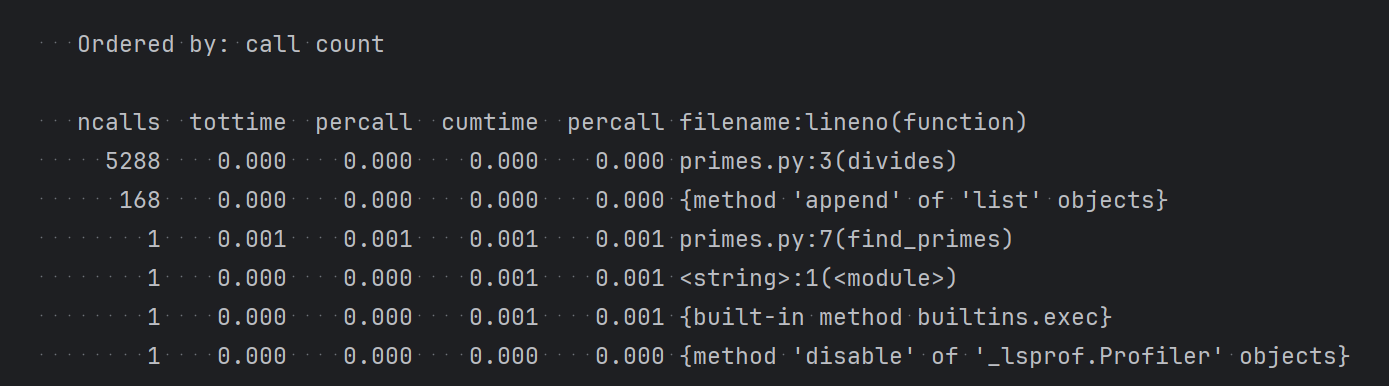 Ordered by: call count
ncalls  tottime  percall  cumtime  percall filename:lineno(function)
5288    0.000    0.000    0.000    0.000 primes.py:3(divides)
168    0.000    0.000    0.000    0.000 {method 'append' of 'list' objects}
1    0.001    0.001    0.001    0.001 primes.py:7(find_primes)
1    0.000    0.000    0.001    0.001 <string>:1(<module>)
1    0.000    0.000    0.001    0.001 {built-in method builtins.exec}
1    0.000    0.000    0.000    0.000 {method 'disable' of '_lsprof.Profiler' objects}